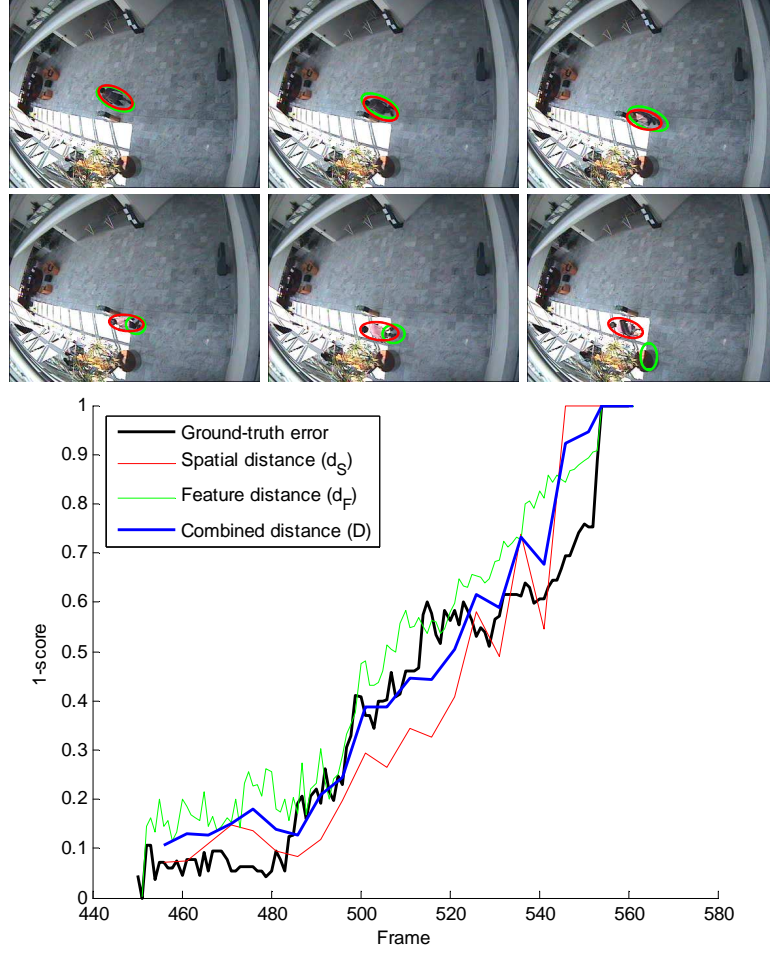 1
0.9
0.8
0.7
0.6
0.5
0.4
0.3
0.2
0.1
0
1-score
Ground-truth error
Spatial distance (d_S)
Feature distance (d_F)
Combined distance (D)
440 460 480 500 520 540 560 580
Frame